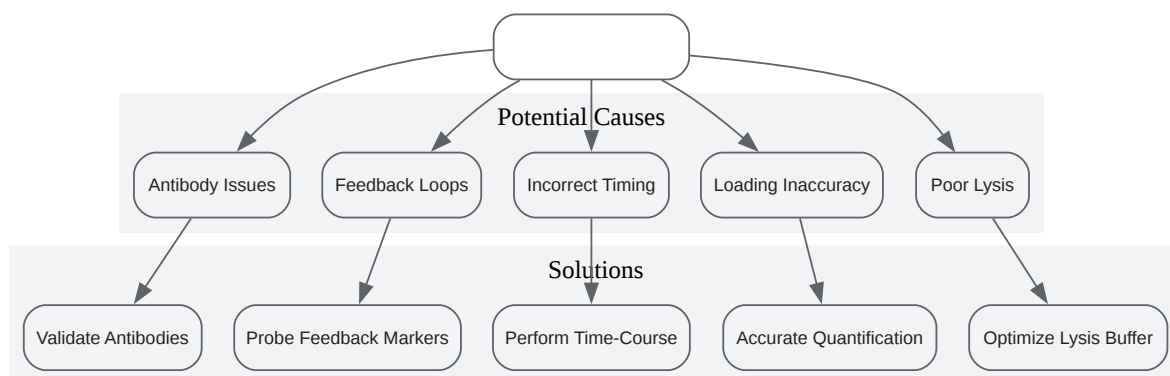 Potential Causes
Antibody Issues
Feedback Loops
Incorrect Timing
Loading Inaccuracy
Poor Lysis
Solutions
Validate Antibodies
Probe Feedback Markers
Perform Time-Course
Accurate Quantification
Optimize Lysis Buffer